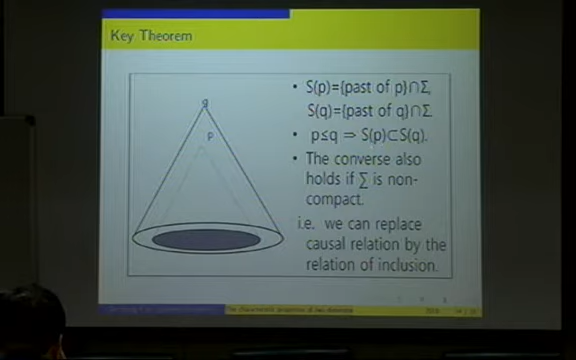 Key Theorem
q
p
• S(p)={past of p}∩Σ,
S(q)={past of q}∩Σ.
• p≤q ⇒ S(p)⊂S(q).
• The converse also
holds if ∑ is non-
compact.
i.e. we can replace
causal relation by the
relation of inclusion.